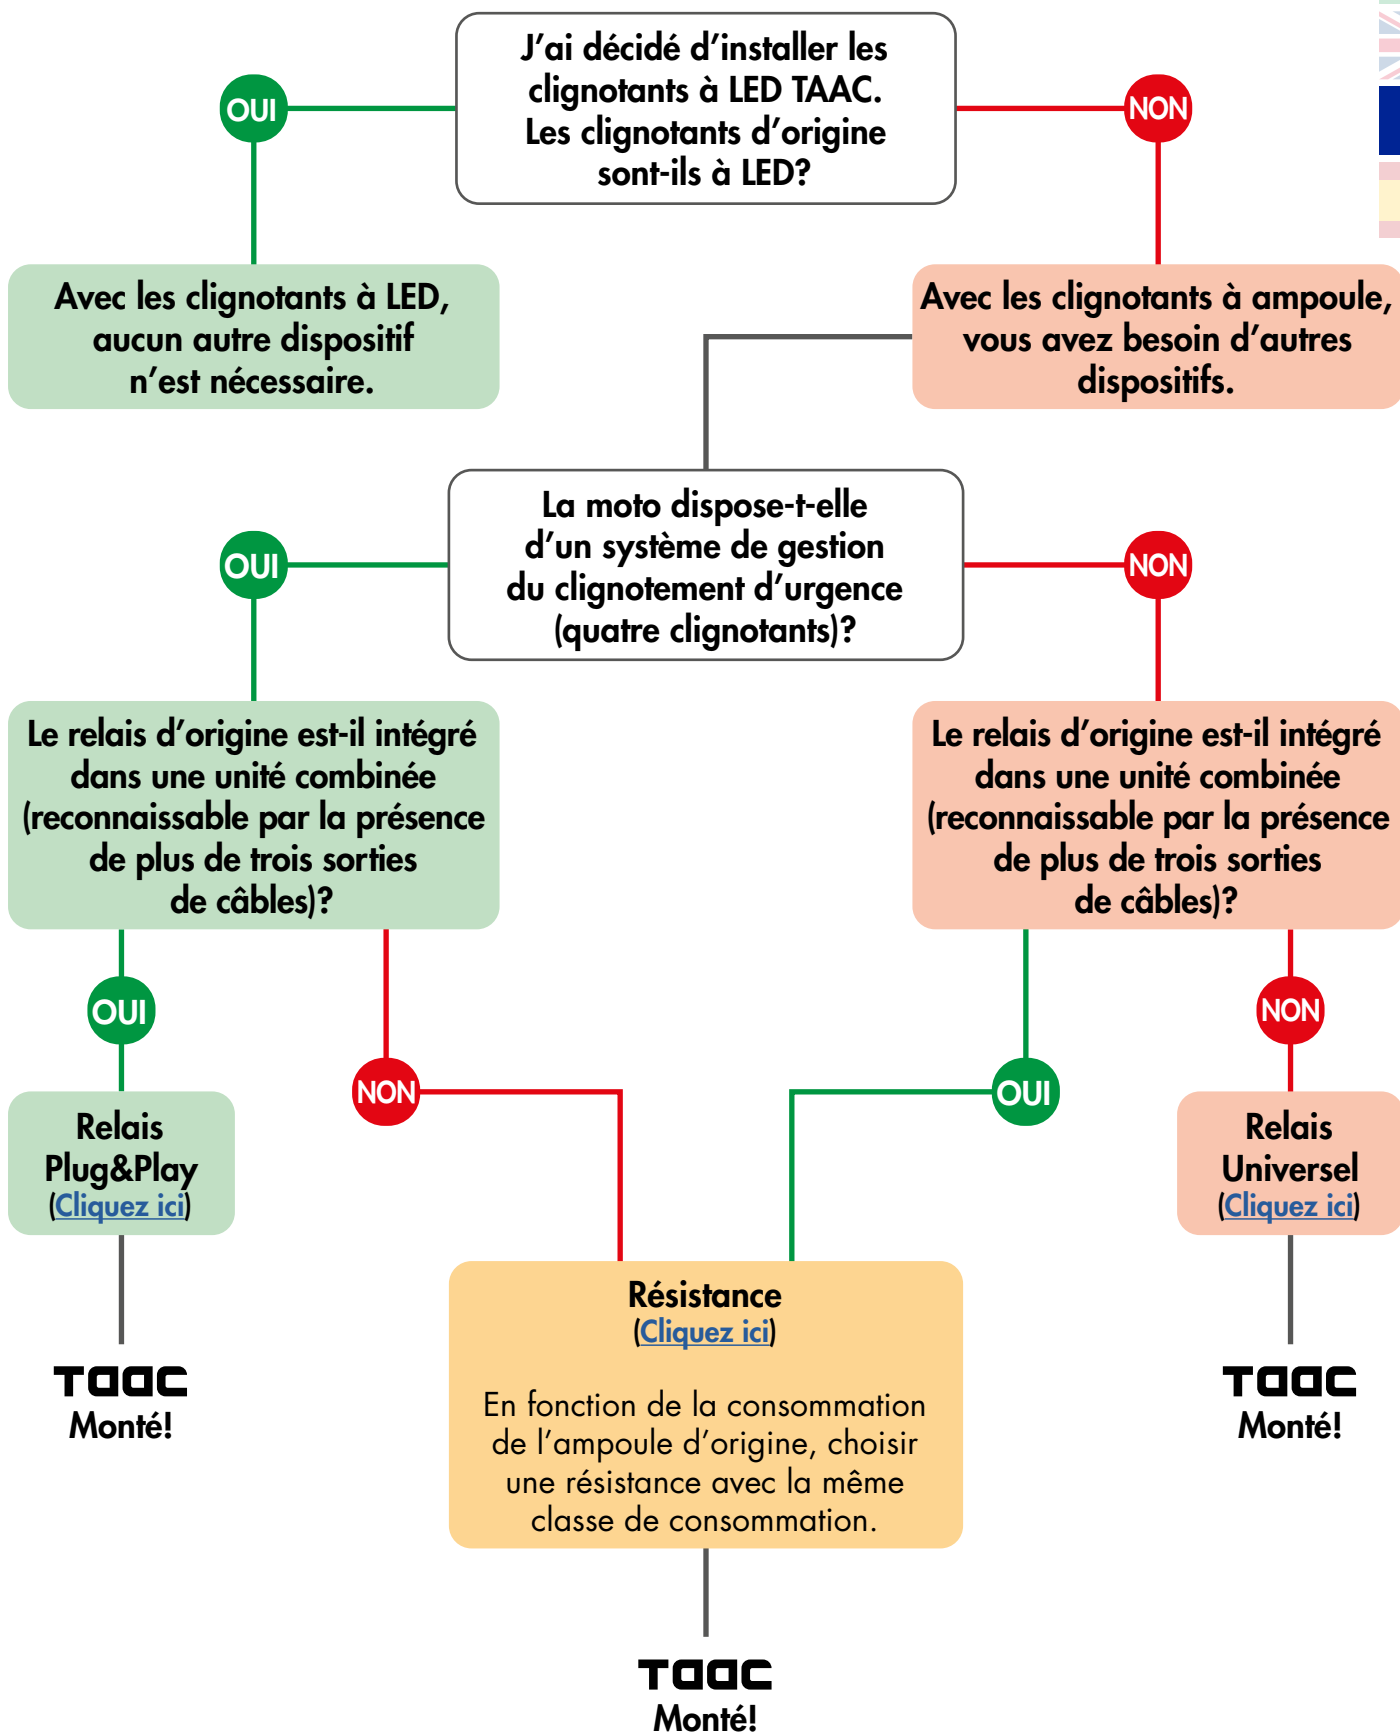 J’ai décidé d’installer les
clignotants à LED TAAC.
Les clignotants d’origine
sont-ils à LED?
OUI
NON
Avec les clignotants à LED,
aucun autre dispositif
n’est nécessaire.
Avec les clignotants à ampoule,
vous avez besoin d’autres
dispositifs.
La moto dispose-t-elle
d’un système de gestion
du clignotement d’urgence
(quatre clignotants)?
OUI
NON
Le relais d’origine est-il intégré
dans une unité combinée
(reconnaissable par la présence
de plus de trois sorties
de câbles)?
Le relais d’origine est-il intégré
dans une unité combinée
(reconnaissable par la présence
de plus de trois sorties
de câbles)?
OUI
NON
OUI
NON
Relais
Plug&Play
(Cliquez ici)
Relais
Universel
(Cliquez ici)
Résistance
(Cliquez ici)
En fonction de la consommation
de l’ampoule d’origine, choisir
une résistance avec la même
classe de consommation.
TAAC
Monté!
TAAC
Monté!
TAAC
Monté!